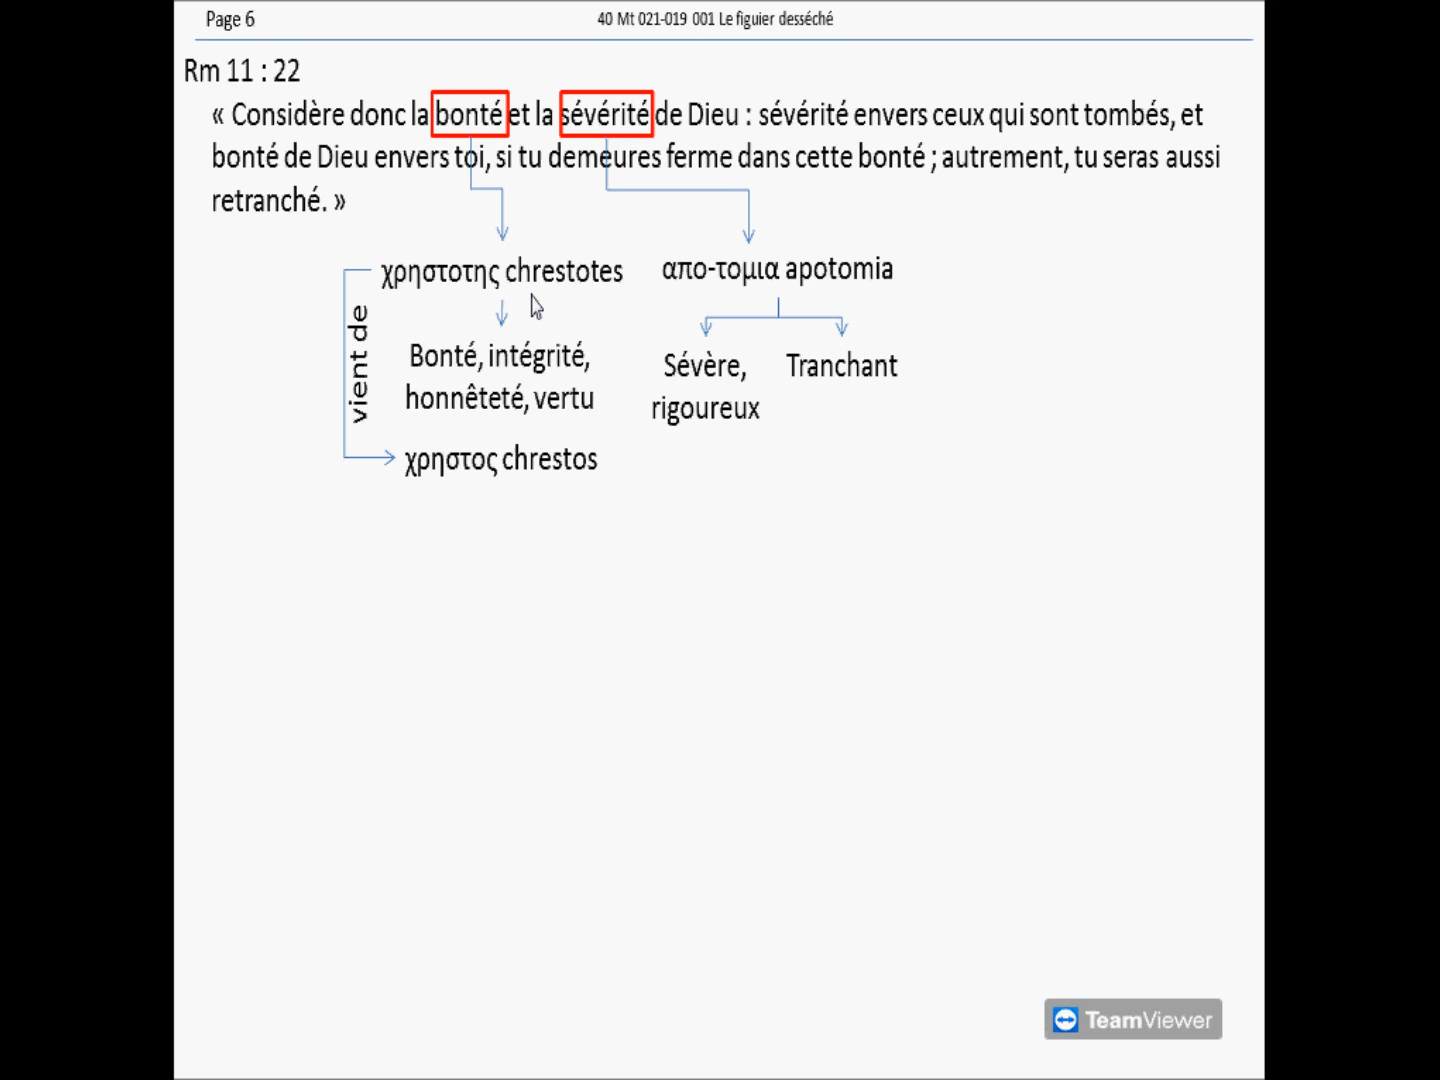 Page 6
40 Mt 021-019 001 Le figuier desséché
Rm 11 : 22
« Considère donc la bonté et la sévérité de Dieu : sévérité envers ceux qui sont tombés, et
bonté de Dieu envers toi, si tu demeures ferme dans cette bonté ; autrement, tu seras aussi
retranché. »
χρηστοτης chrestotes
απο-τομια apotomia
vient de
Bonté, intégrité,
honnêteté, vertu
Sévère,
rigoureux
Tranchant
χρηστος chrestos
TeamViewer